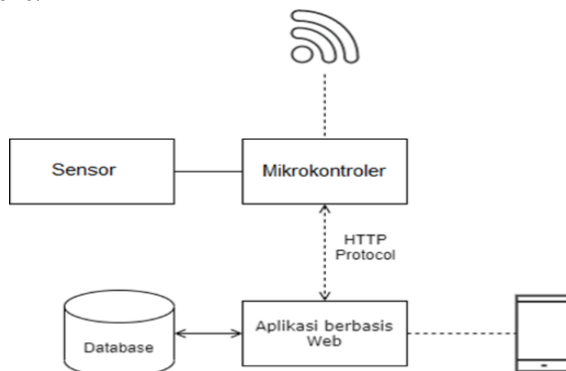 Sensor
Mikrokontroler
HTTP
Protocol
Aplikasi berbasis
Web
Database